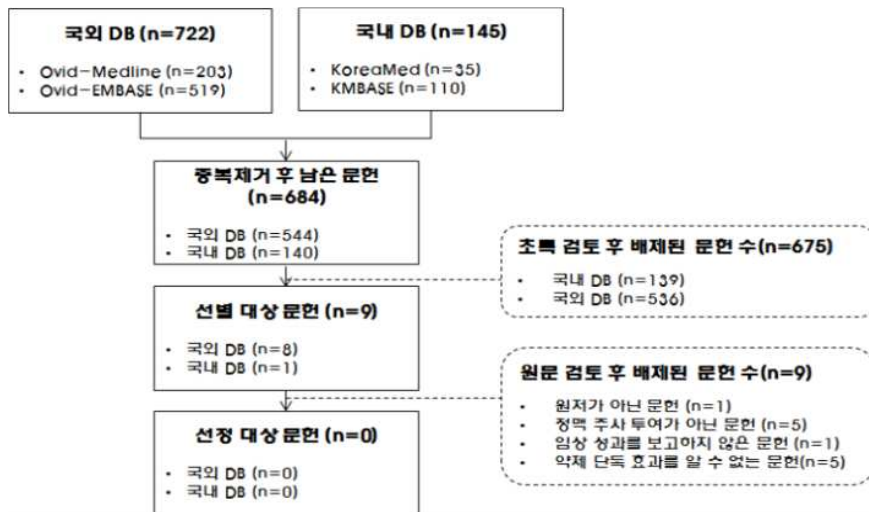 국외 DB (n=722)
• Ovid-Medline (n=203)
• Ovid-EMBASE (n=519)
국내 DB (n=145)
• KoreaMed (n=35)
• KMBASE (n=110)
중복제거 후 남은 문헌
(n=684)
• 국외 DB (n=544)
• 국내 DB (n=140)
초록 검토 후 배제된 문헌 수(n=675)
• 국내 DB (n=139)
• 국외 DB (n=536)
선별 대상 문헌 (n=9)
• 국외 DB (n=8)
• 국내 DB (n=1)
원문 검토 후 배제된 문헌 수(n=9)
• 원저가 아닌 문헌 (n=1)
• 정맥 주사 투여가 아닌 문헌 (n=5)
• 임상 성과를 보고하지 않은 문헌 (n=1)
• 약제 단독 효과를 알 수 없는 문헌(n=5)
선정 대상 문헌 (n=0)
• 국외 DB (n=0)
• 국내 DB (n=0)